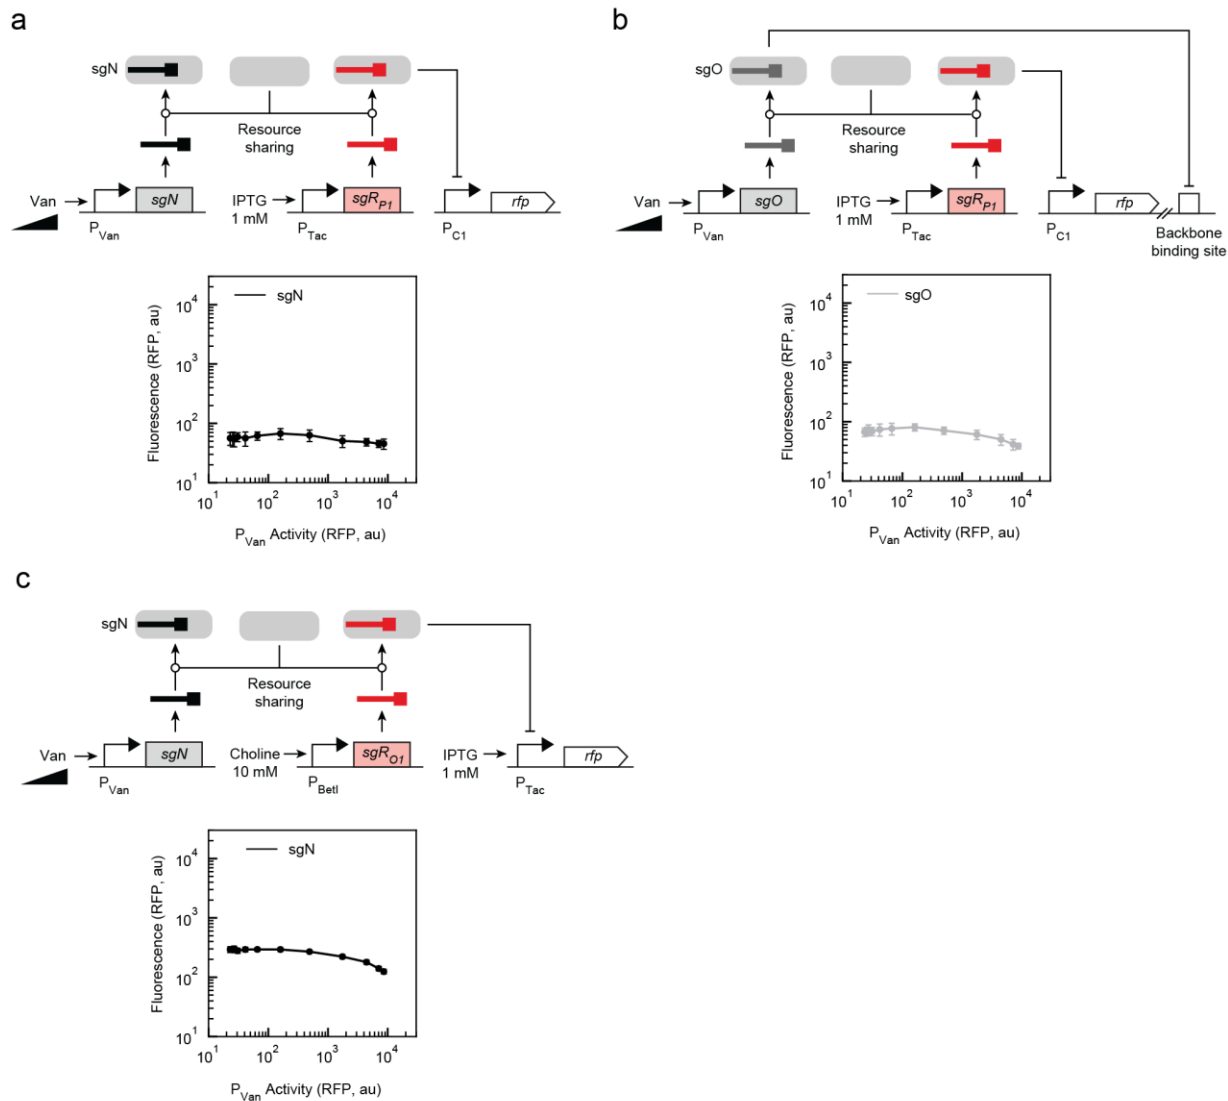 a
sgN
Resource
sharing
Van
sgN
IPTG
1 mM
sgR_P1
rfp
P_Van
P_Tac
P_C1
sgN
Fluorescence (RFP, au)
10^4
10^3
10^2
10^1
10^1 10^2 10^3 10^4
P_Van Activity (RFP, au)
b
sgO
Resource
sharing
Van
sgO
IPTG
1 mM
sgR_P1
rfp
P_Van
P_Tac
P_C1
Backbone
binding site
sgO
Fluorescence (RFP, au)
10^4
10^3
10^2
10^1
10^1 10^2 10^3 10^4
P_Van Activity (RFP, au)
c
sgN
Resource
sharing
Van
sgN
Choline
10 mM
sgR_O1
IPTG
1 mM
rfp
P_Van
P_BetI
P_Tac
sgN
Fluorescence (RFP, au)
10^4
10^3
10^2
10^1
10^1 10^2 10^3 10^4
P_Van Activity (RFP, au)